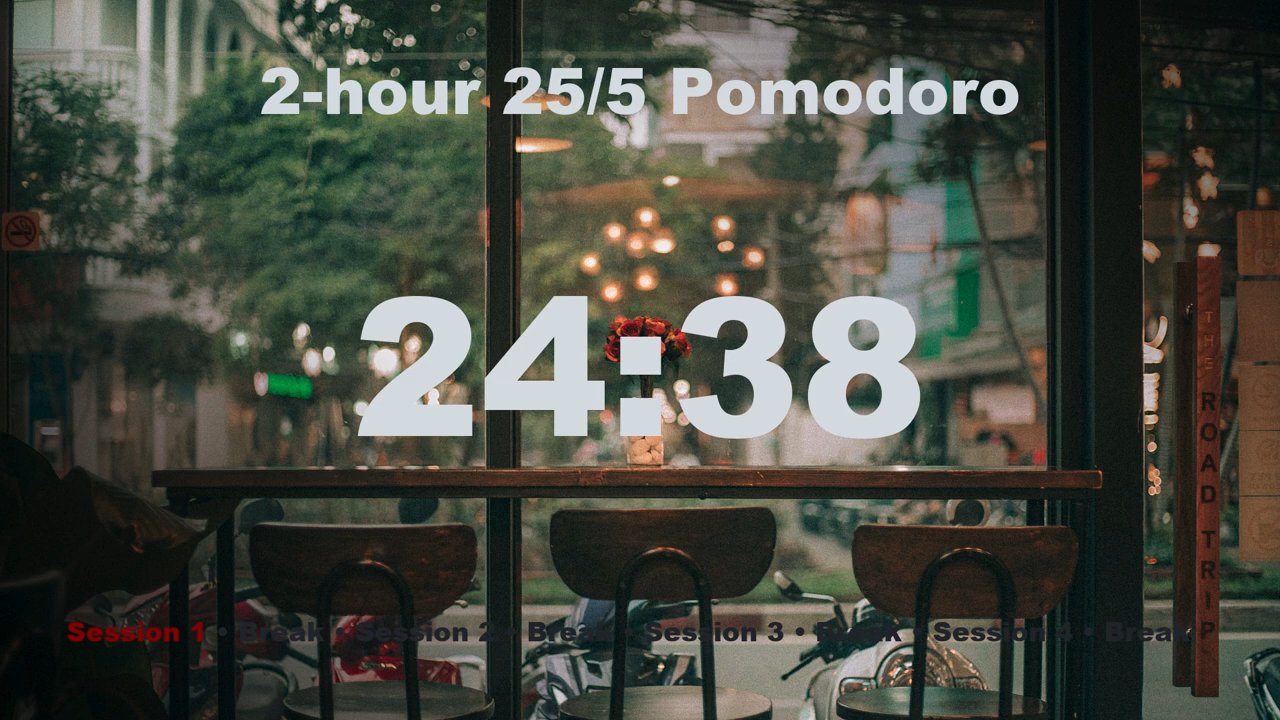 2-hour 25/5 Pomodoro
24:38
Session 1 • Break • Session 2 • Break • Session 3 • Break • Session 4 • Break
THE ROAD TRIP